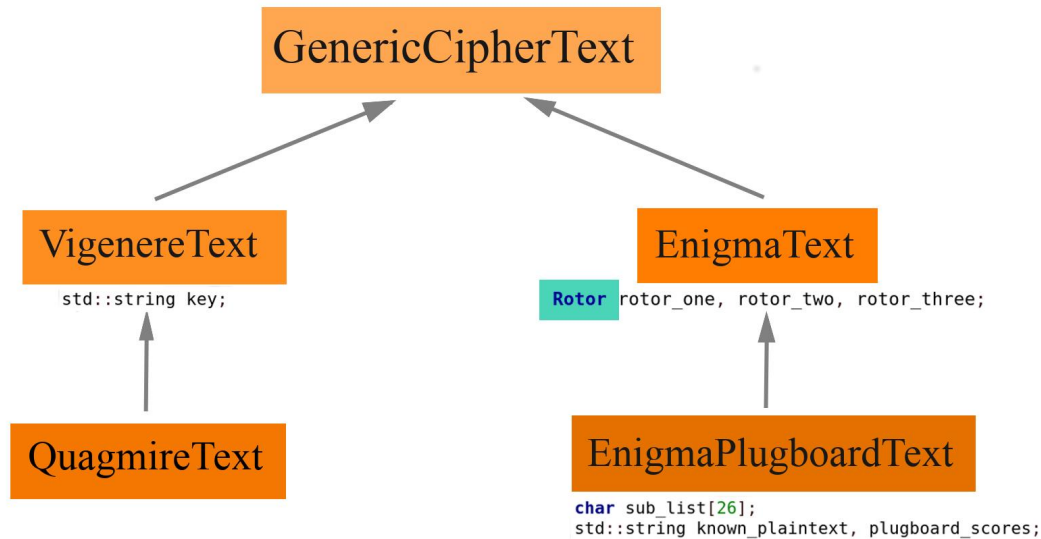 GenericCipherText
VigenereText
EnigmaText
std::string key;
Rotor rotor_one, rotor_two, rotor_three;
QuagmireText
EnigmaPlugboardText
char sub_list[26];
std::string known_plaintext, plugboard_scores;